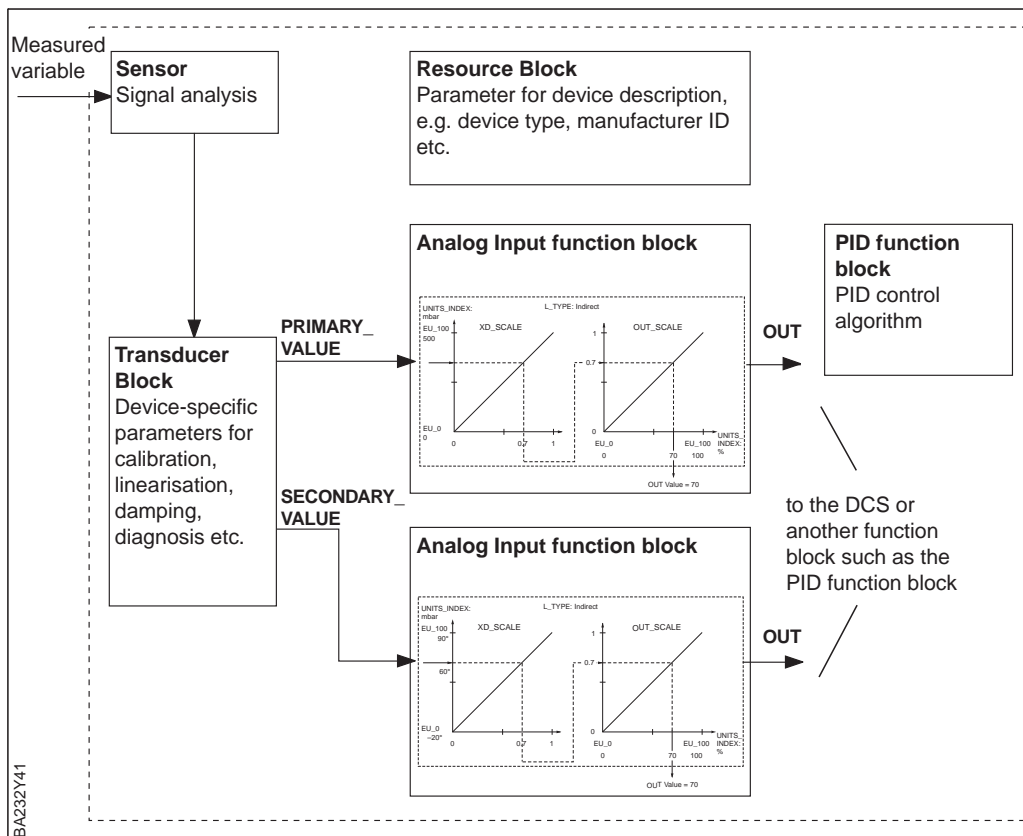 Measured
variable
Sensor
Signal analysis
Resource Block
Parameter for device description,
e.g. device type, manufacturer ID
etc.
Analog Input function block
L_TYPE: Indirect
UNITS_INDEX:
mbar
EU_100
500
XD_SCALE
EU_0
0
0
0.7
1
OUT_SCALE
1
0.7
0
EU_0
0
70
EU_100
100
UNITS_
INDEX:
%
OUT Value = 70
PID function
block
PID control
algorithm
PRIMARY_
VALUE
OUT
Transducer
Block
Device-specific
parameters for
calibration,
linearisation,
damping,
diagnosis etc.
SECONDARY_
VALUE
Analog Input function block
L_TYPE: Indirect
UNITS_INDEX:
mbar
EU_100
90°
XD_SCALE
60°
EU_0
–20°
0
0.7
1
OUT_SCALE
1
0.7
0
EU_0
0
70
EU_100
100
UNITS_
INDEX:
%
OUT Value = 70
OUT
to the DCS or
another function
block such as the
PID function block
BA232Y41